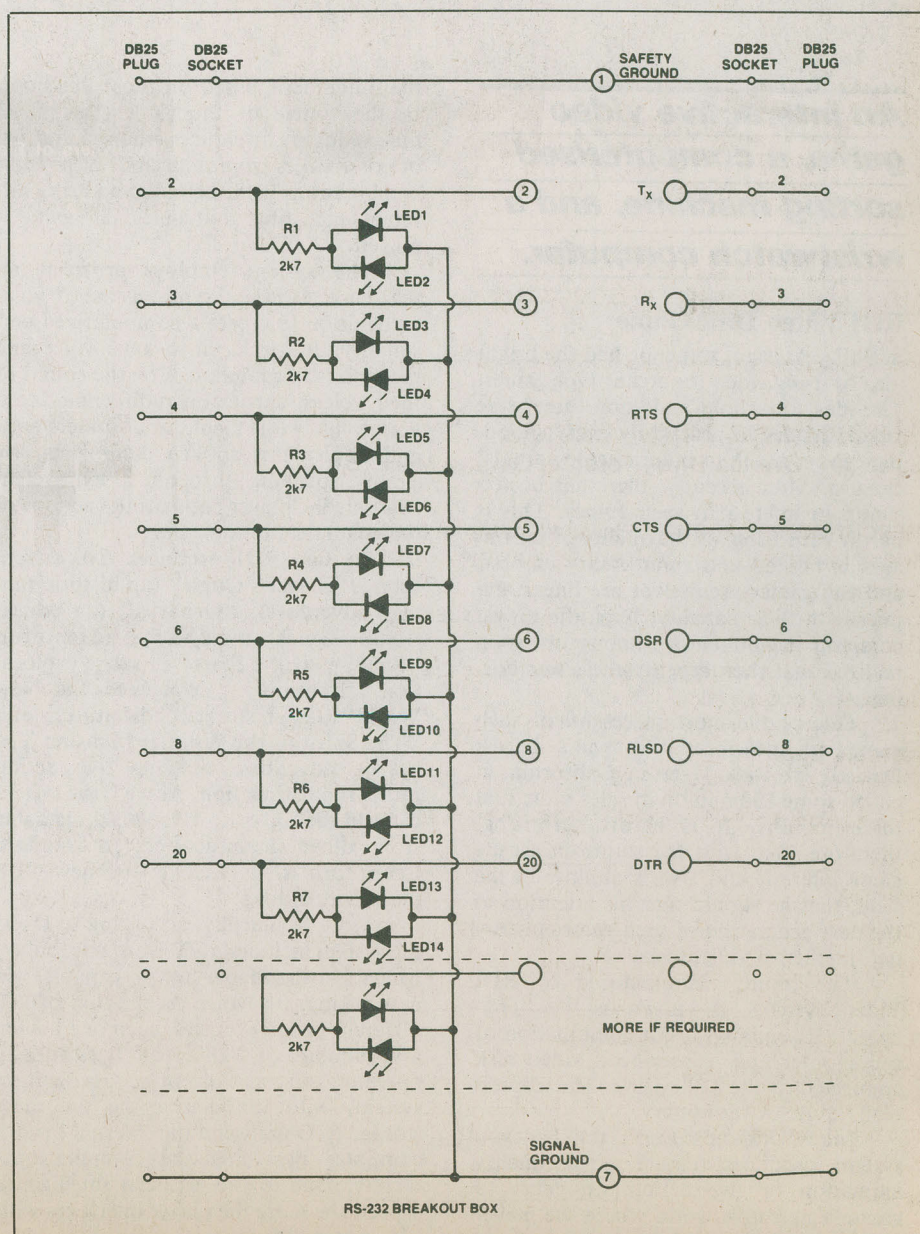 DB25 PLUG
DB25 SOCKET
SAFETY GROUND
DB25 SOCKET
DB25 PLUG
1
2
2
TX
2
R1
2k7
LED1
LED2
3
3
RX
3
R2
2k7
LED3
LED4
4
4
RTS
4
R3
2k7
LED5
LED6
5
5
CTS
5
R4
2k7
LED7
LED8
6
6
DSR
6
R5
2k7
LED9
LED10
8
8
RLSD
8
R6
2k7
LED11
LED12
20
20
DTR
20
R7
2k7
LED13
LED14
2k7
MORE IF REQUIRED
SIGNAL GROUND
7
RS-232 BREAKOUT BOX